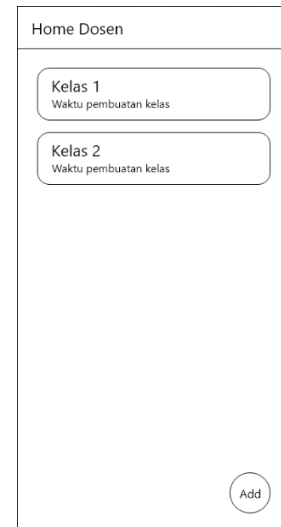 Home Dosen
Kelas 1
Waktu pembuatan kelas
Kelas 2
Waktu pembuatan kelas
Add